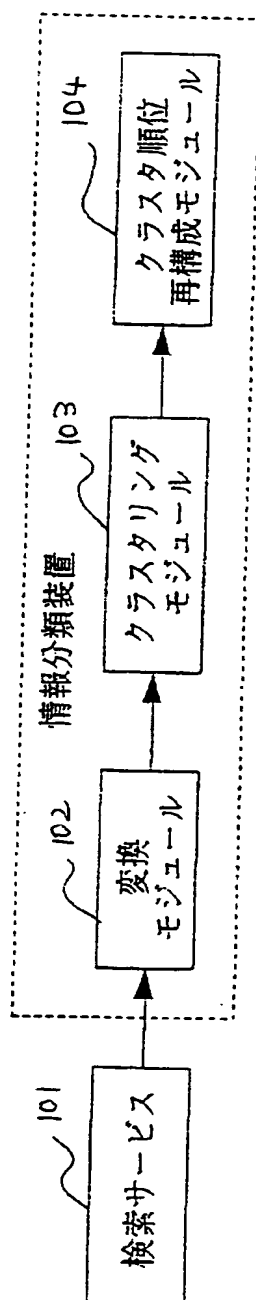 情報分類装置
101
検索サービス
102
変換
モジュール
103
クラスタリング
モジュール
104
クラスタ順位
再構成モジュール